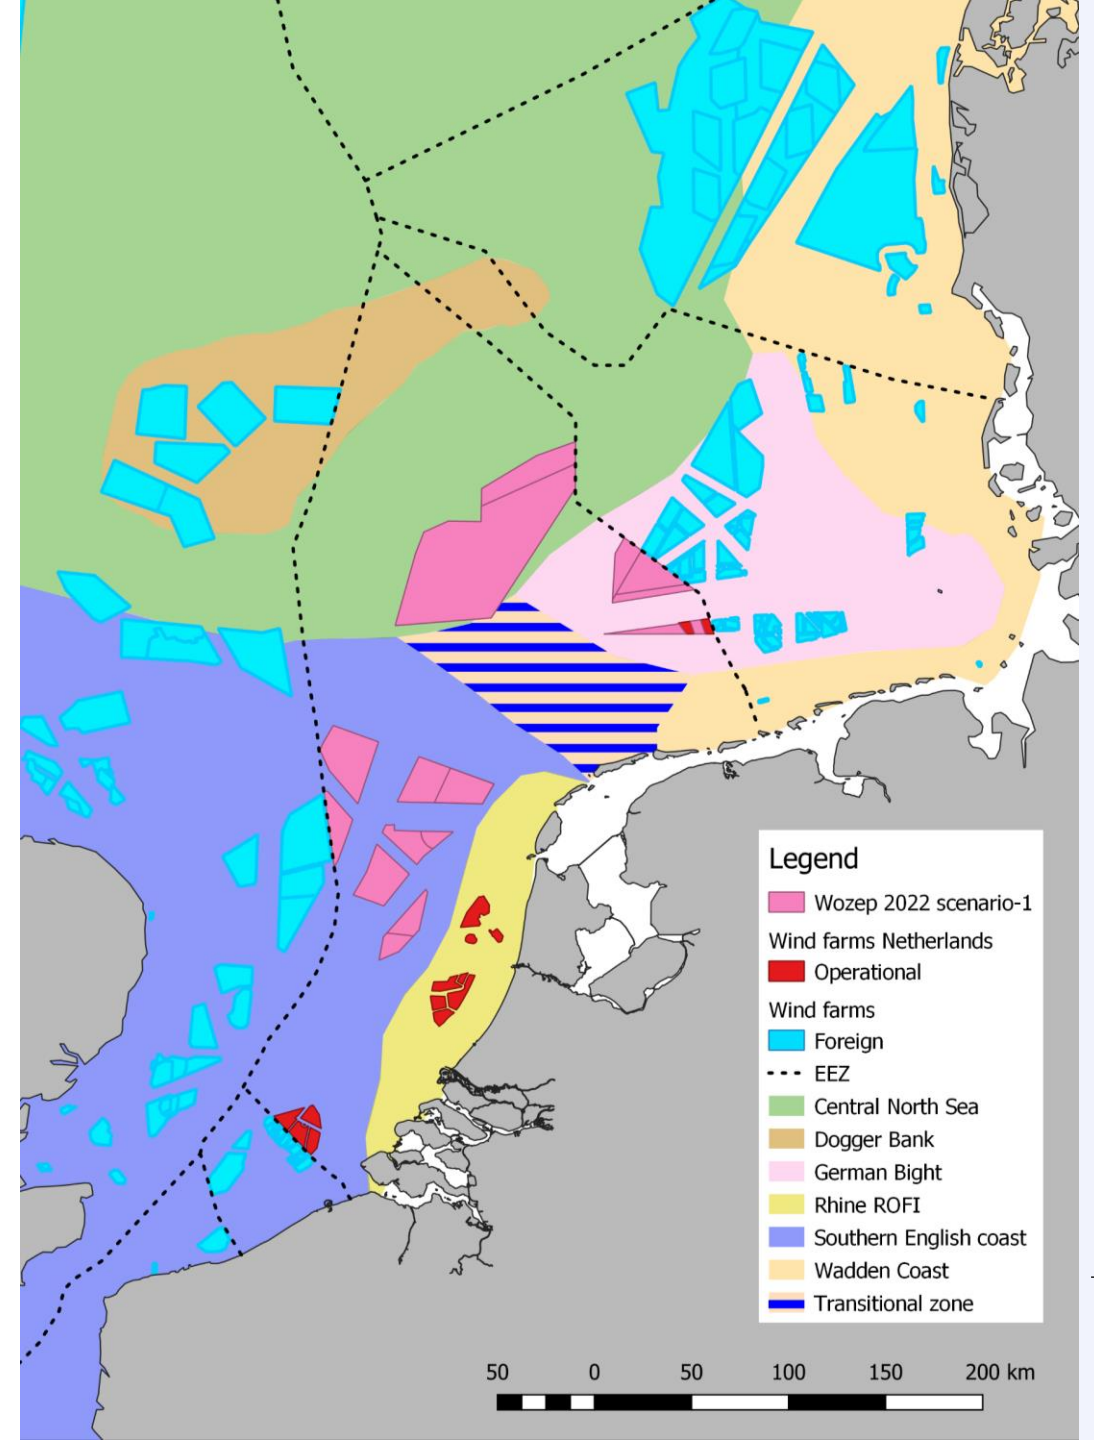 Legend
Wozep 2022 scenario-1
Wind farms Netherlands
Operational
Wind farms
Foreign
EEZ
Central North Sea
Dogger Bank
German Bight
Rhine ROFI
Southern English coast
Wadden Coast
Transitional zone
50 0 50 100 150 200 km